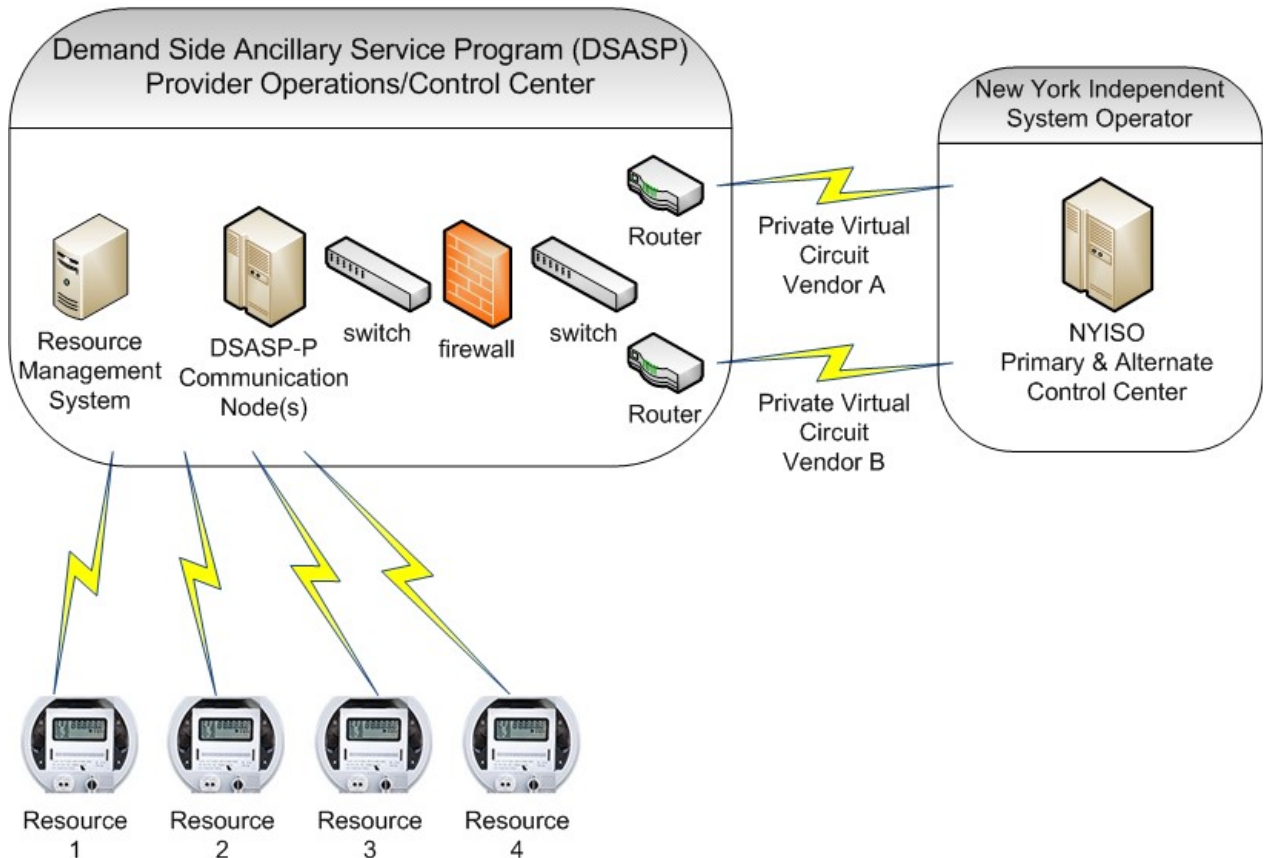 Demand Side Ancillary Service Program (DSASP)
Provider Operations/Control Center
New York Independent
System Operator
Router
Private Virtual
Circuit
Vendor A
Resource
Management
System
DSASP-P
Communication
Node(s)
switch
firewall
switch
Router
Private Virtual
Circuit
Vendor B
NYISO
Primary & Alternate
Control Center
Resource
1
Resource
2
Resource
3
Resource
4